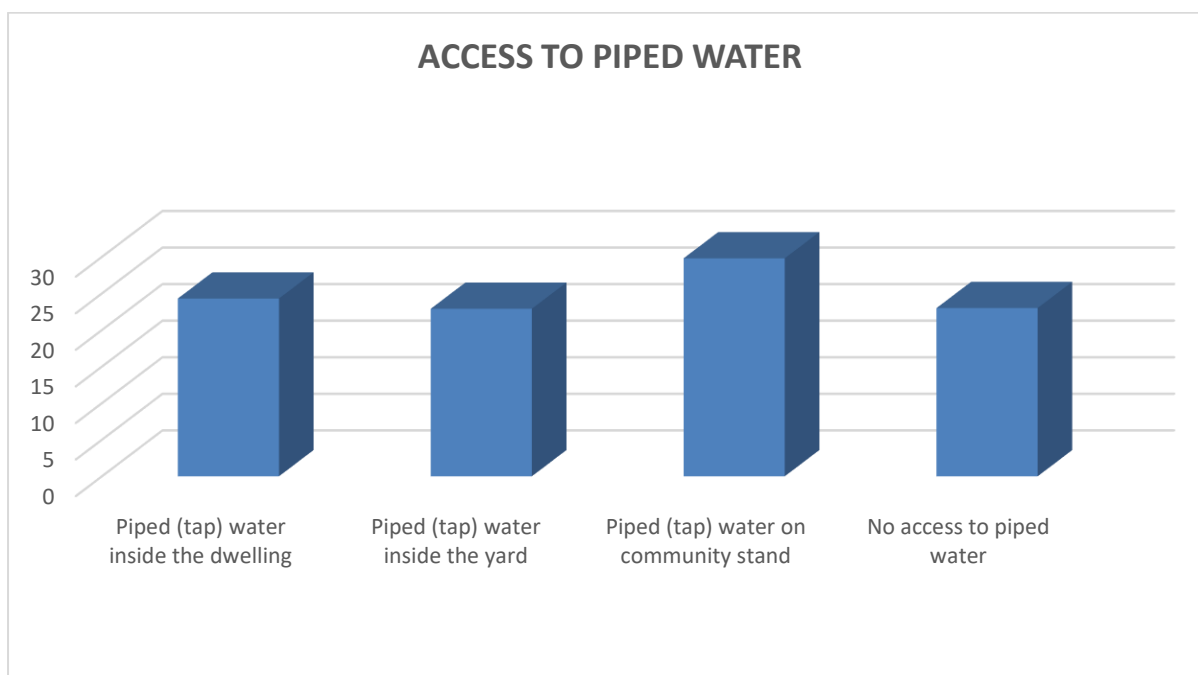 ACCESS TO PIPED WATER
30
25
20
15
10
5
0
Piped (tap) water
inside the dwelling
Piped (tap) water
inside the yard
Piped (tap) water on
community stand
No access to piped
water